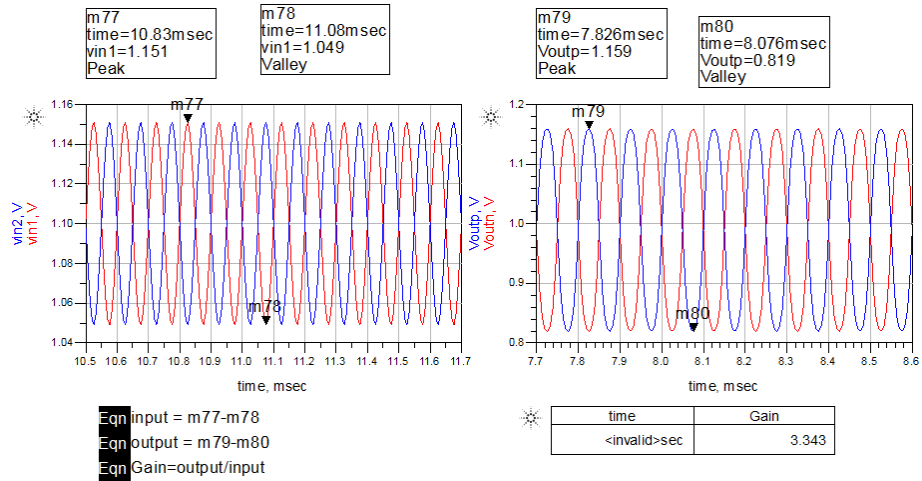 m77
time=10.83msec
vin1=1.151
Peak
m78
time=11.08msec
vin1=1.049
Valley
m79
time=7.826msec
Voutp=1.159
Peak
m80
time=8.076msec
Voutp=0.819
Valley
m77
m78
1.16
1.14
1.12
1.10
1.08
1.06
1.04
vin2, V
vin1, V
10.5 10.6 10.7 10.8 10.9 11.0 11.1 11.2 11.3 11.4 11.5 11.6 11.7
time, msec
m79
m80
1.2
1.1
1.0
0.9
0.8
Voutp, V
Voutn, V
7.7 7.8 7.9 8.0 8.1 8.2 8.3 8.4 8.5 8.6
time, msec
Eqn input = m77-m78
Eqn output = m79-m80
Eqn Gain=output/input
time Gain
<invalid>sec 3.343